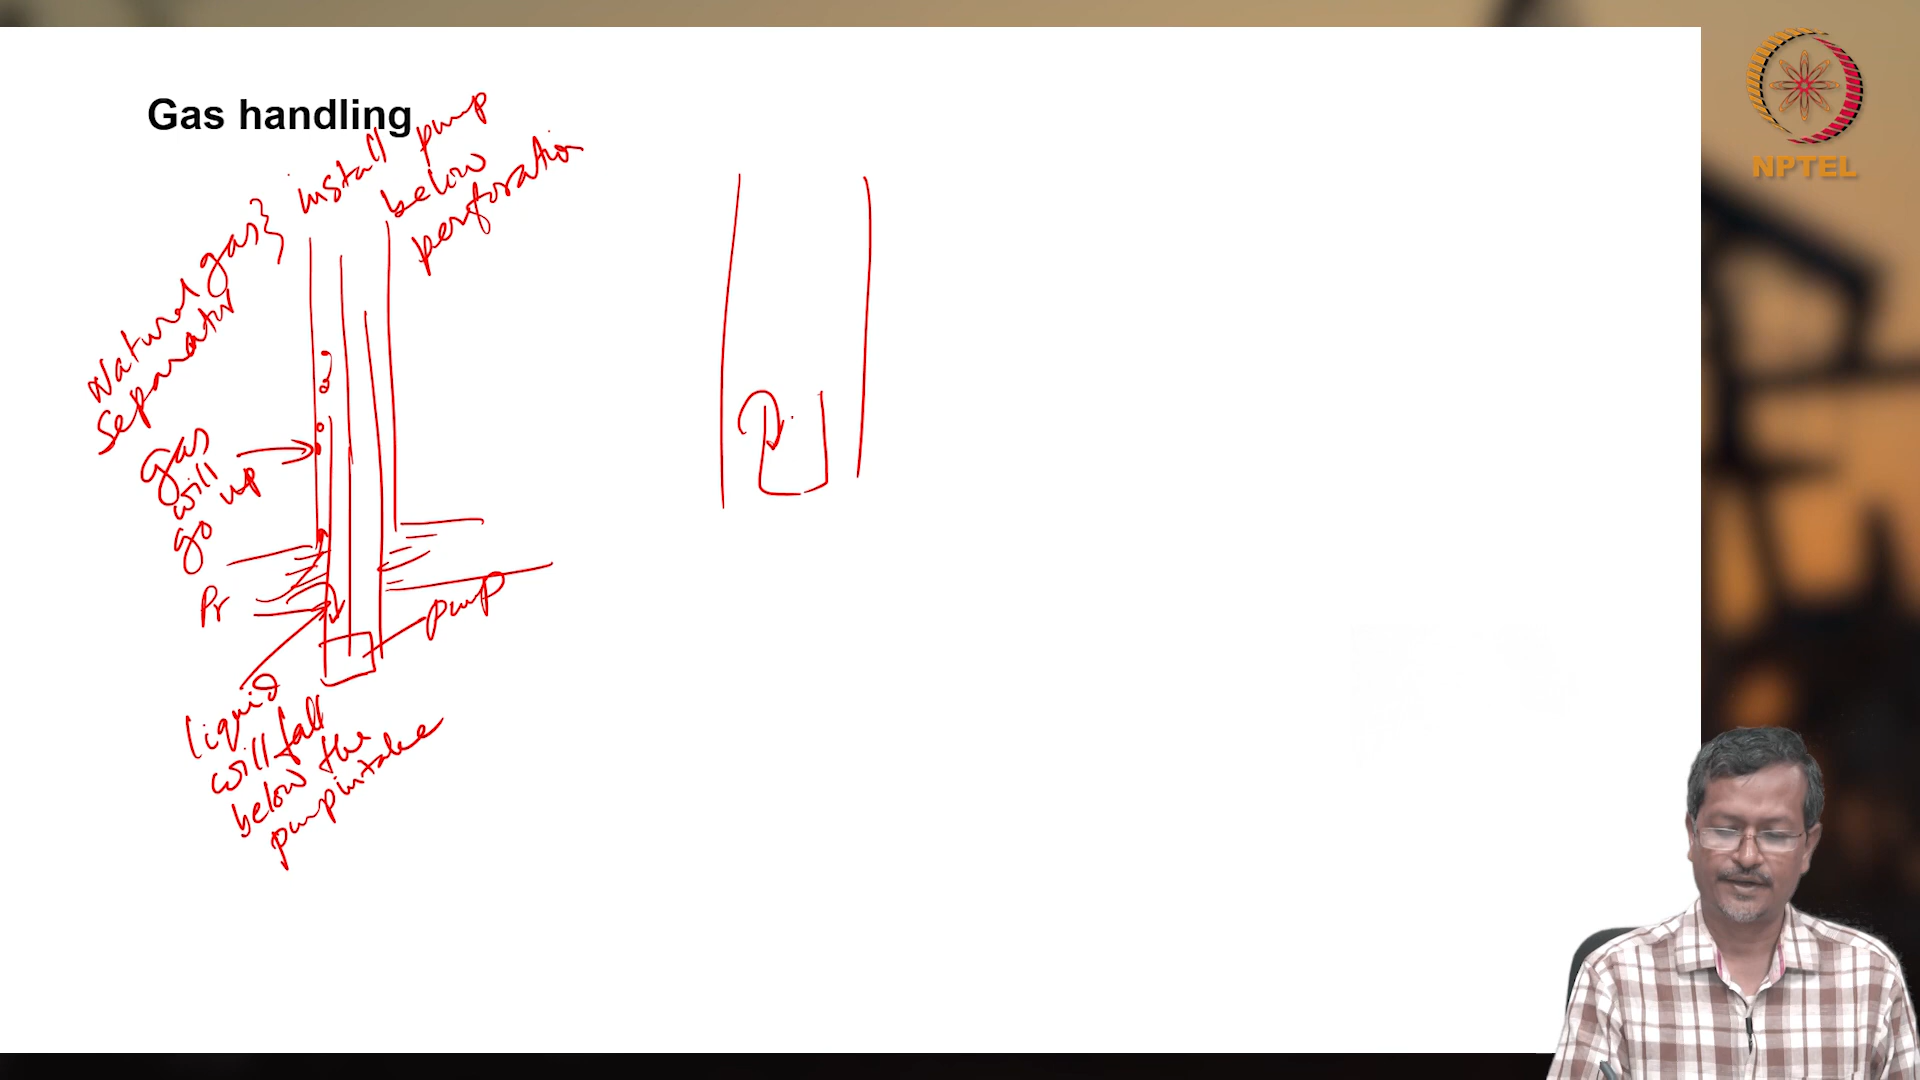 Gas handling
install pump
below
perforation
Natural gas}
separator
gas
will
go up
Pr
pump
liquid
will fall
below the
pump intake
NPTEL